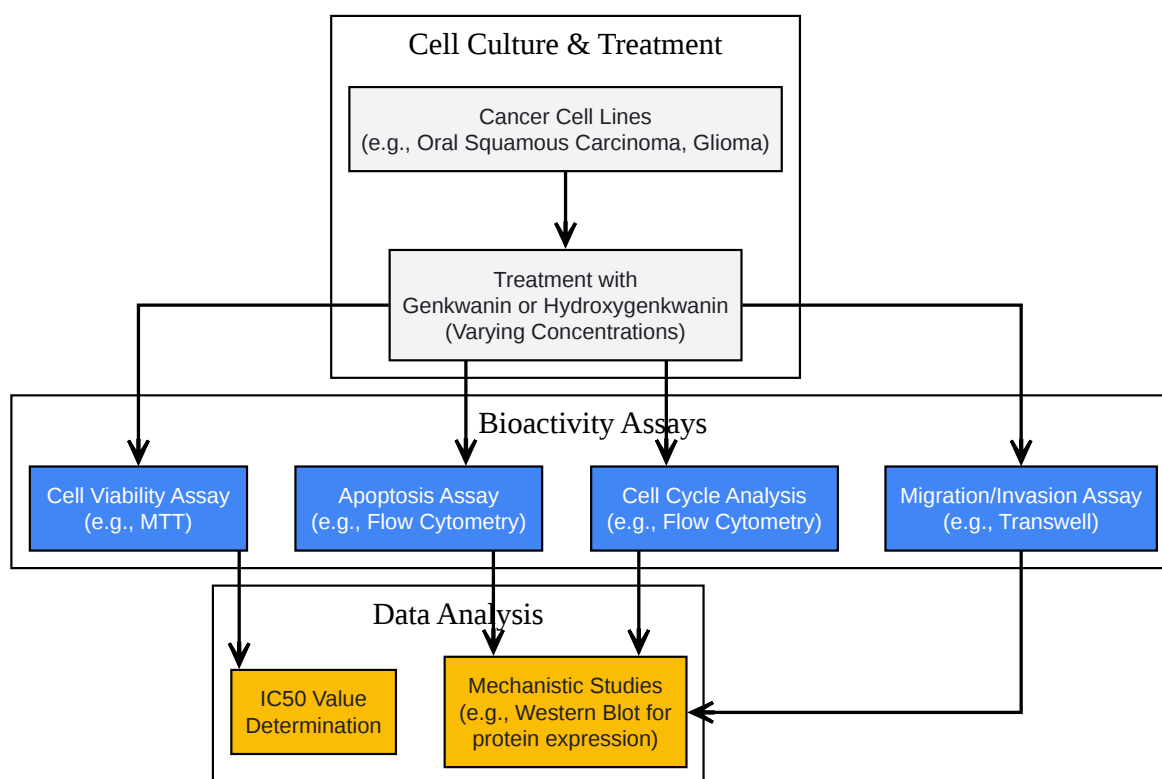 Cell Culture & Treatment
Cancer Cell Lines
(e.g., Oral Squamous Carcinoma, Glioma)
Treatment with
Genkwanin or Hydroxygenkwanin
(Varying Concentrations)
Bioactivity Assays
Cell Viability Assay
(e.g., MTT)
Apoptosis Assay
(e.g., Flow Cytometry)
Cell Cycle Analysis
(e.g., Flow Cytometry)
Migration/Invasion Assay
(e.g., Transwell)
Data Analysis
IC50 Value
Determination
Mechanistic Studies
(e.g., Western Blot for
protein expression)